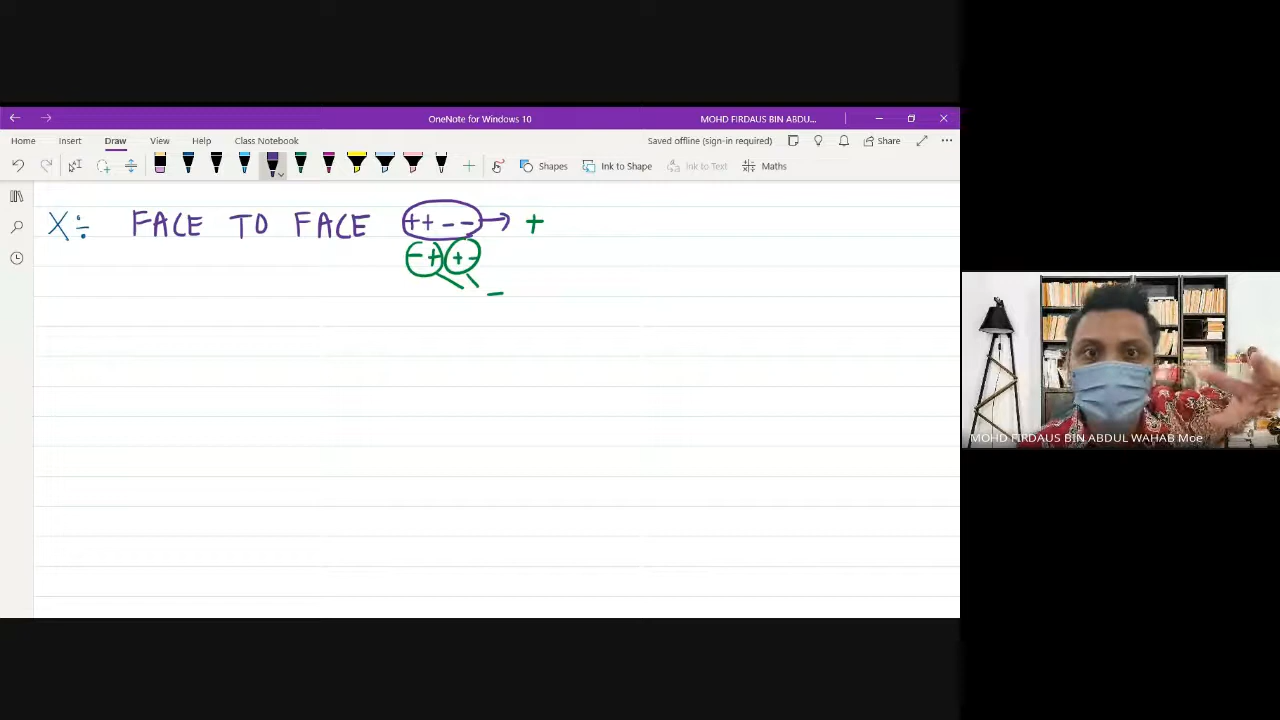 OneNote for Windows 10
MOHD FIRDAUS BIN ABDU...
Home Insert Draw View Help Class Notebook
Saved offline (sign-in required)
Share
Shapes
Ink to Shape
Ink to Text
Maths
X ÷ FACE TO FACE ++ -- → +
-+ +-
-
MOHD FIRDAUS BIN ABDUL WAHAB Moe